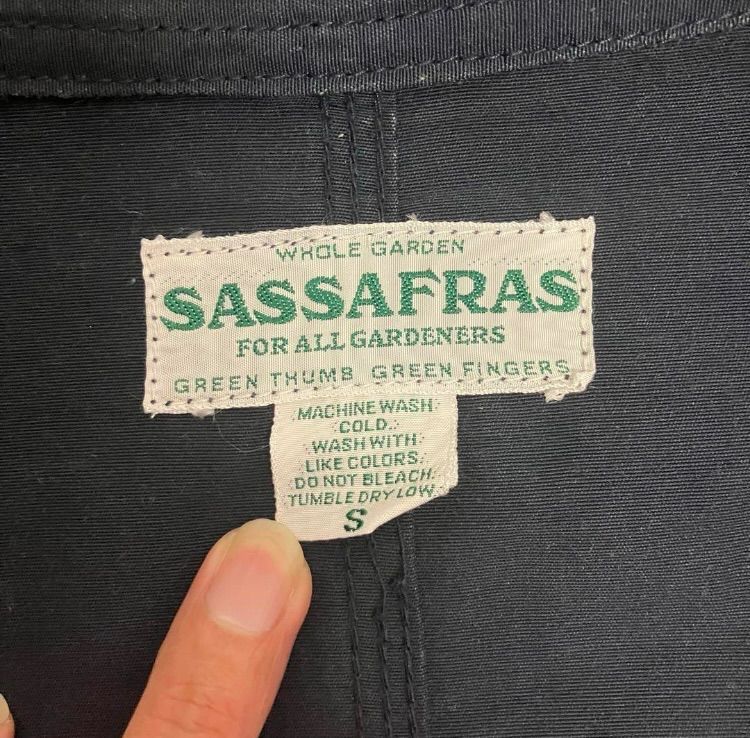 WHOLE GARDEN
SASSAFRAS
FOR ALL GARDENERS
GREEN THUMB GREEN FINGERS
MACHINE WASH
COLD.
WASH WITH
LIKE COLORS.
DO NOT BLEACH.
TUMBLE DRY LOW.
S